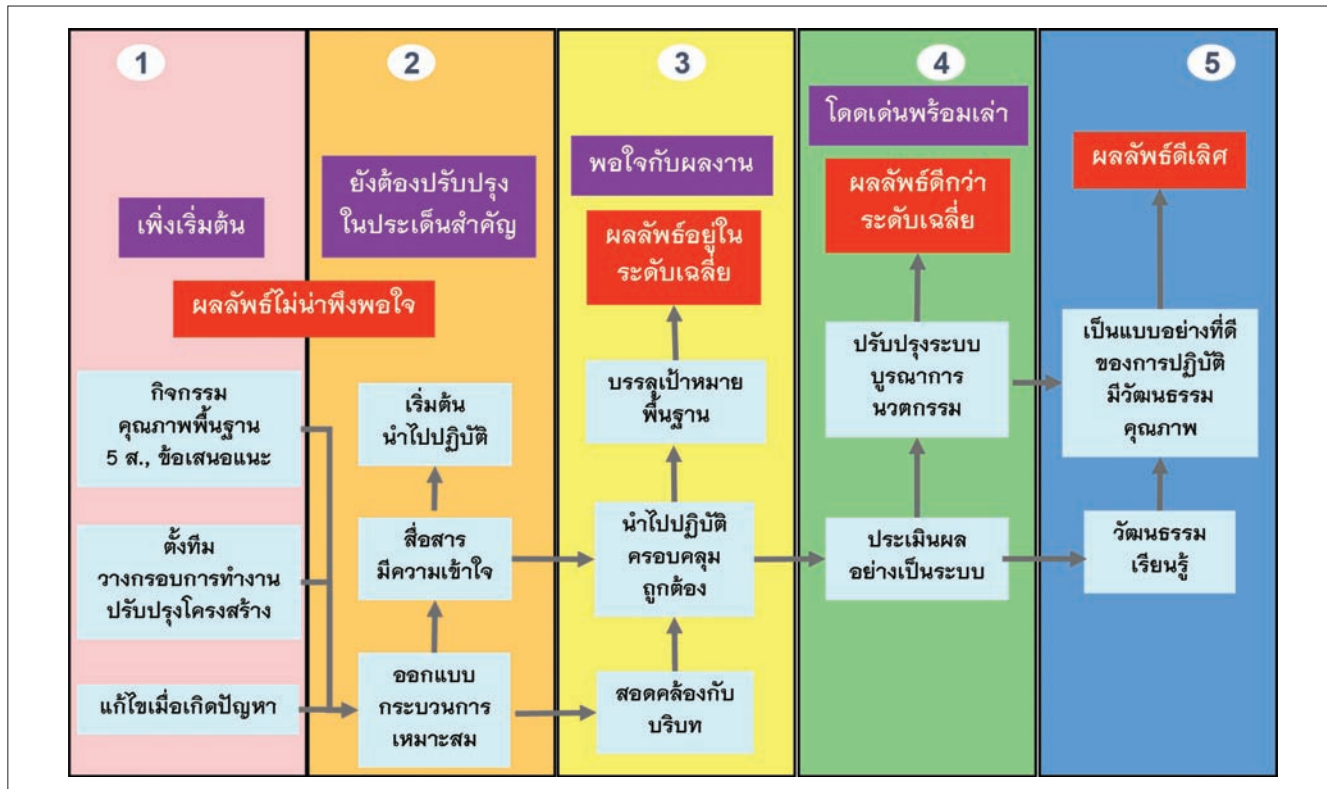 1
เพิ่งเริ่มต้น
ผลลัพธ์ไม่น่าพึงพอใจ
กิจกรรม
คุณภาพพื้นฐาน
5 ส., ข้อเสนอแนะ
ตั้งทีม
วางกรอบการทำงาน
ปรับปรุงโครงสร้าง
แก้ไขเมื่อเกิดปัญหา
2
ยังต้องปรับปรุง
ในประเด็นสำคัญ
เริ่มต้น
นำไปปฏิบัติ
สื่อสาร
มีความเข้าใจ
ออกแบบ
กระบวนการ
เหมาะสม
3
พอใจกับผลงาน
ผลลัพธ์อยู่ใน
ระดับเฉลี่ย
บรรลุเป้าหมาย
พื้นฐาน
นำไปปฏิบัติ
ครอบคลุม
ถูกต้อง
สอดคล้องกับ
บริบท
4
โดดเด่นพร้อมเล่า
ผลลัพธ์ดีกว่า
ระดับเฉลี่ย
ปรับปรุงระบบ
บูรณาการ
นวตกรรม
ประเมินผล
อย่างเป็นระบบ
5
ผลลัพธ์ดีเลิศ
เป็นแบบอย่างที่ดี
ของการปฏิบัติ
มีวัฒนธรรม
คุณภาพ
วัฒนธรรม
เรียนรู้